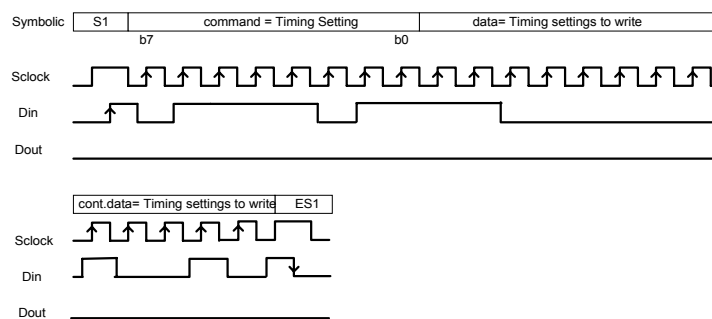 Symbolic S1 command = Timing Setting data= Timing settings to write
b7 b0
Sclock
Din
Dout
cont.data= Timing settings to write ES1
Sclock
Din
Dout